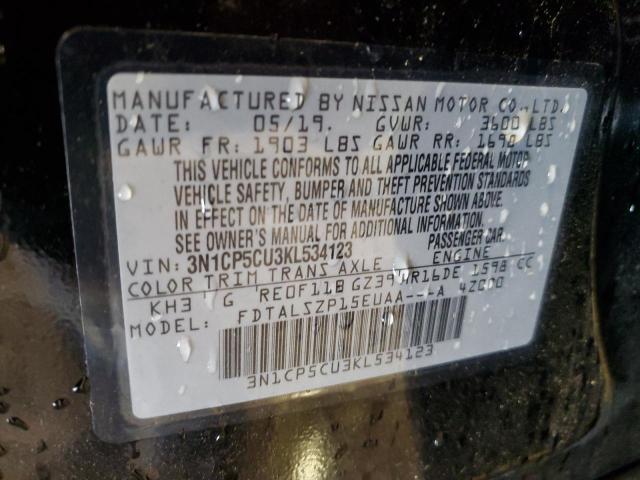 MANUFACTURED BY NISSAN MOTOR CO., LTD.
DATE: 05/19. GVWR: 3600 LBS
GAWR FR: 1903 LBS GAWR RR: 1698 LBS
THIS VEHICLE CONFORMS TO ALL APPLICABLE FEDERAL MOTOR
VEHICLE SAFETY, BUMPER AND THEFT PREVENTION STANDARDS
IN EFFECT ON THE DATE OF MANUFACTURE SHOWN ABOVE.
SEE OWNER'S MANUAL FOR ADDITIONAL INFORMATION.
PASSENGER CAR.
VIN: 3N1CP5CU3KL534123
COLOR TRIM TRANS AXLE ENGINE
KH3 G RE0F11B GZ39 HR16DE 1598 CC
MODEL: FDTALSZP15EUAA---A 4Z000
3N1CP5CU3KL534123